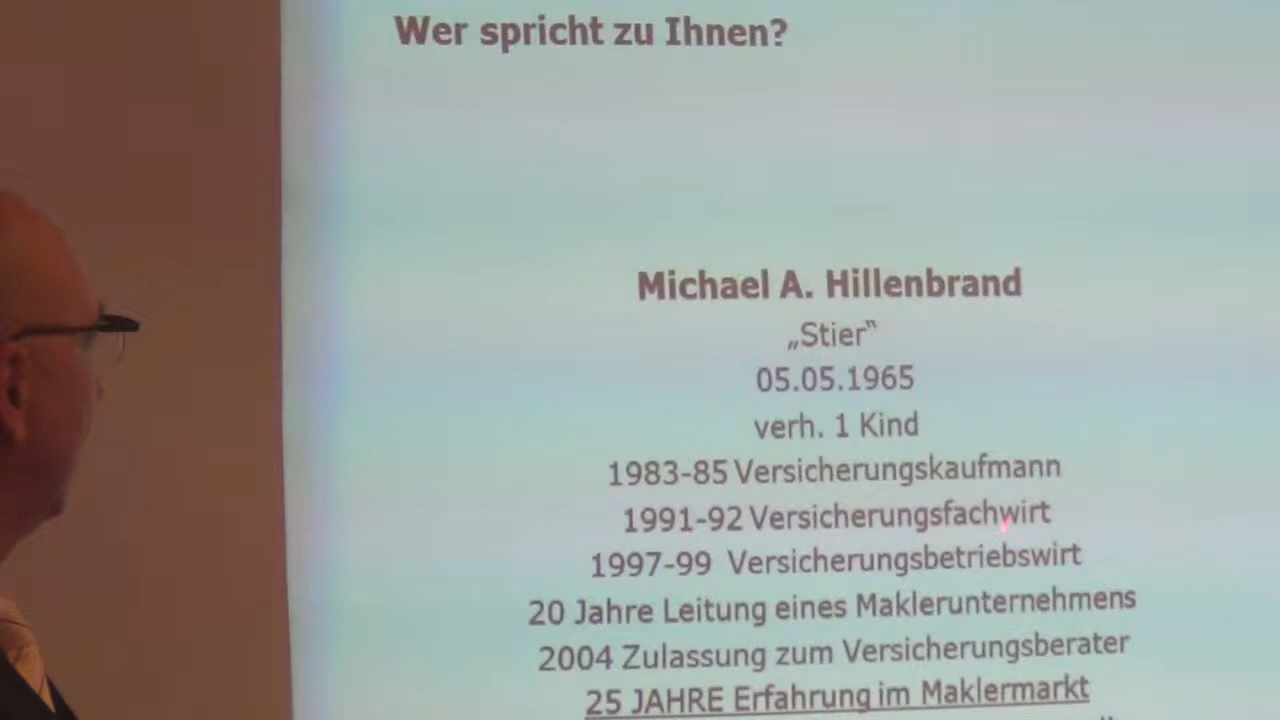 Wer spricht zu Ihnen?
Michael A. Hillenbrand
„Stier“
05.05.1965
verh. 1 Kind
1983-85 Versicherungskaufmann
1991-92 Versicherungsfachwirt
1997-99 Versicherungsbetriebswirt
20 Jahre Leitung eines Maklerunternehmens
2004 Zulassung zum Versicherungsberater
25 JAHRE Erfahrung im Maklermarkt